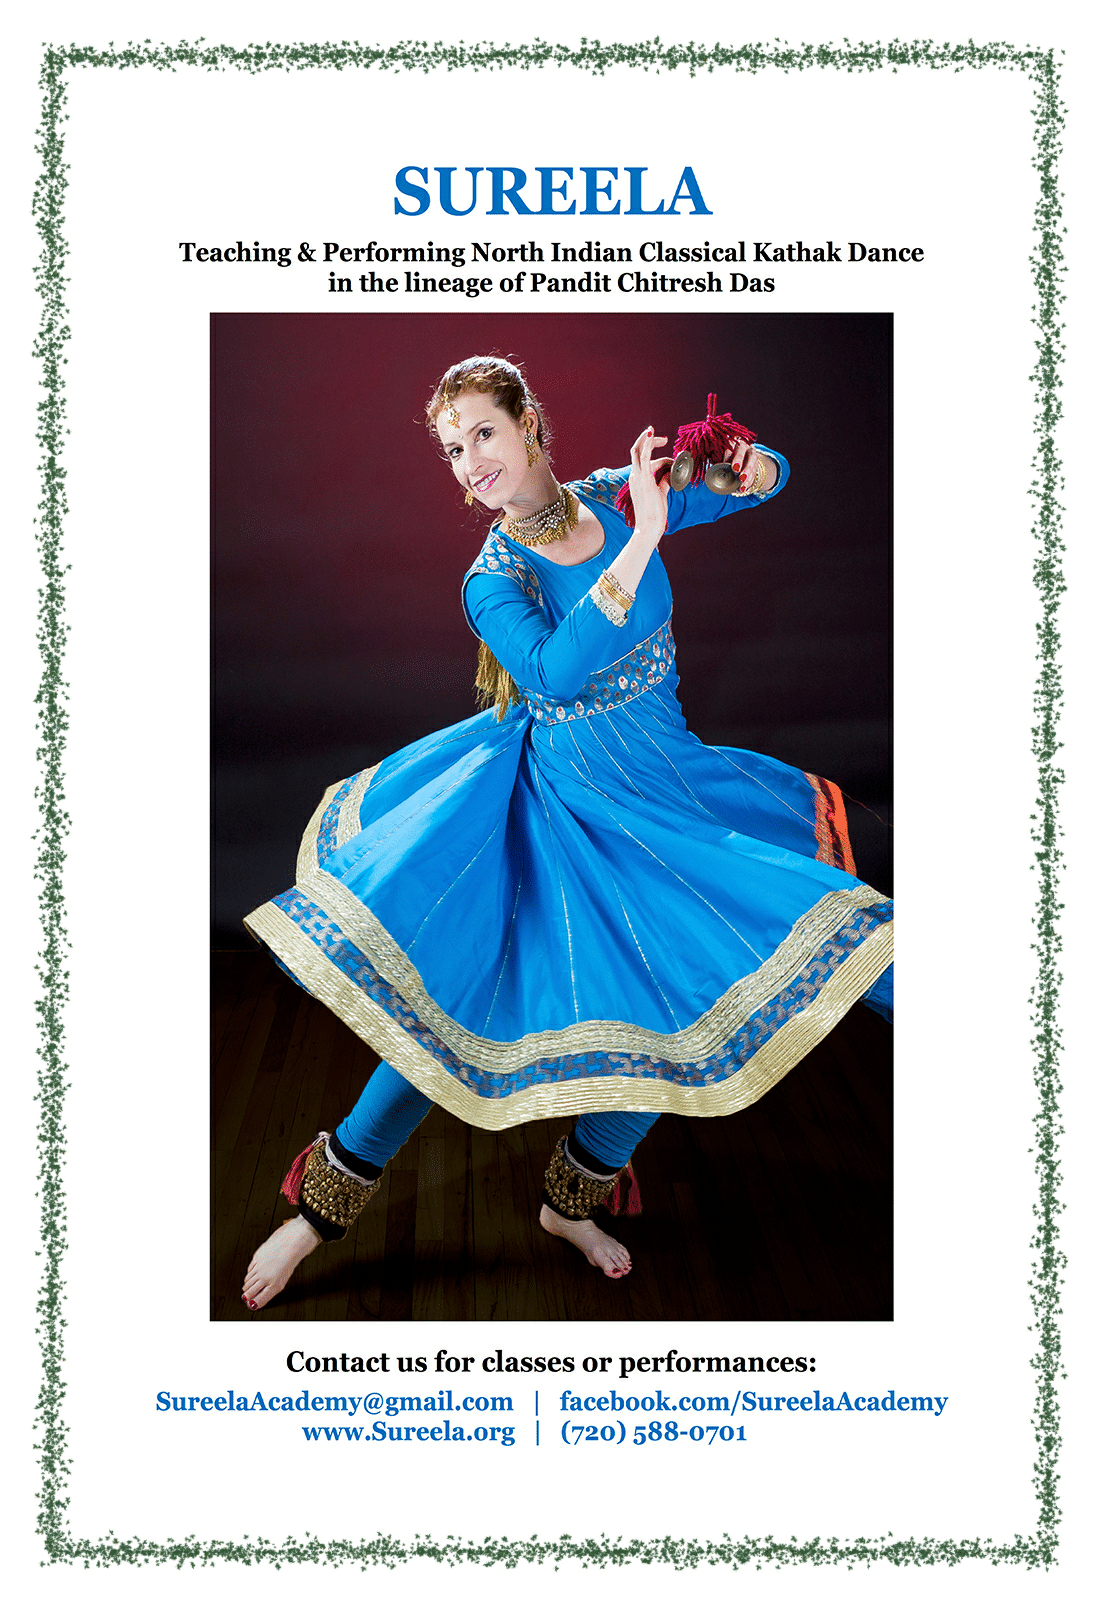 SUREELA
Teaching & Performing North Indian Classical Kathak Dance
in the lineage of Pandit Chitresh Das
Contact us for classes or performances:
SureelaAcademy@gmail.com | facebook.com/SureelaAcademy
www.Sureela.org | (720) 588-0701